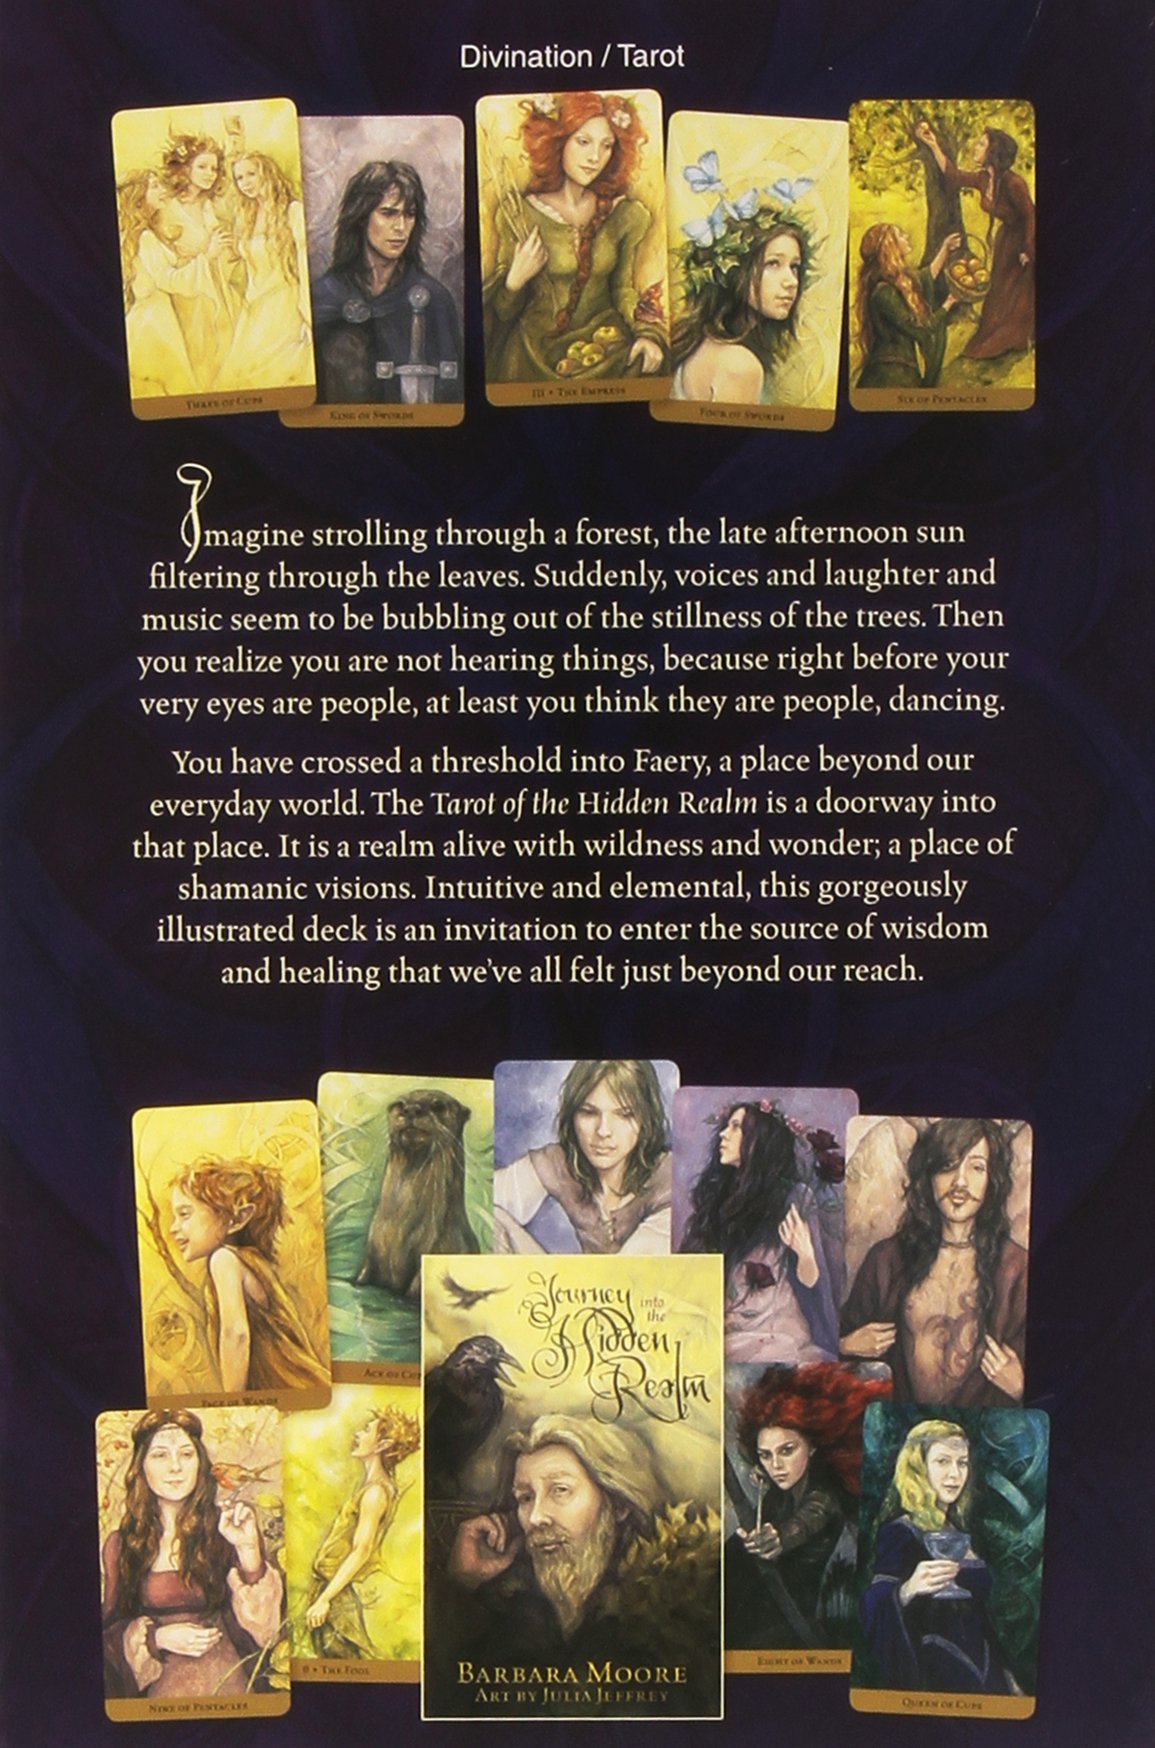 Divination / Tarot
THREE OF CUPS
KING OF SWORDS
III • THE EMPRESS
FOUR OF SWORDS
SIX OF PENTACLES
Imagine strolling through a forest, the late afternoon sun
filtering through the leaves. Suddenly, voices and laughter and
music seem to be bubbling out of the stillness of the trees. Then
you realize you are not hearing things, because right before your
very eyes are people, at least you think they are people, dancing.
You have crossed a threshold into Faery, a place beyond our
everyday world. The Tarot of the Hidden Realm is a doorway into
that place. It is a realm alive with wildness and wonder; a place of
shamanic visions. Intuitive and elemental, this gorgeously
illustrated deck is an invitation to enter the source of wisdom
and healing that we've all felt just beyond our reach.
PAGE OF WANDS
ACE OF CU
Journey into
the
Hidden
Realm
BARBARA MOORE
ART BY JULIA JEFFREY
NINE OF PENTACLES
0 • THE FOOL
EIGHT OF WANDS
QUEEN OF CUPS